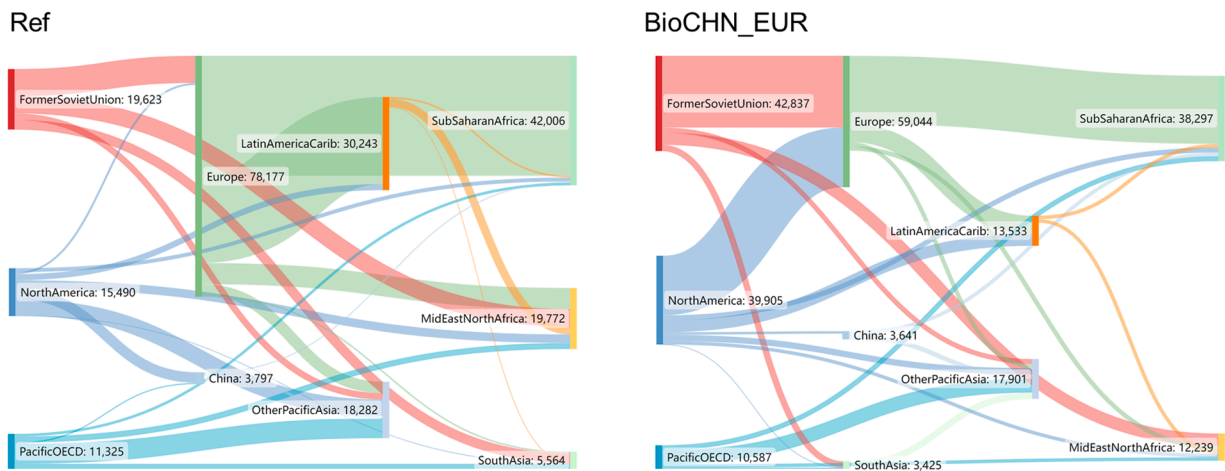 Ref
FormerSovietUnion: 19,623
SubSaharanAfrica: 42,006
LatinAmericaCarib: 30,243
Europe: 78,177
NorthAmerica: 15,490
MidEastNorthAfrica: 19,772
China: 3,797
OtherPacificAsia: 18,282
PacificOECD: 11,325
SouthAsia: 5,564
BioCHN_EUR
FormerSovietUnion: 42,837
Europe: 59,044
SubSaharanAfrica: 38,297
LatinAmericaCarib: 13,533
NorthAmerica: 39,905
China: 3,641
OtherPacificAsia: 17,901
MidEastNorthAfrica: 12,239
PacificOECD: 10,587
SouthAsia: 3,425